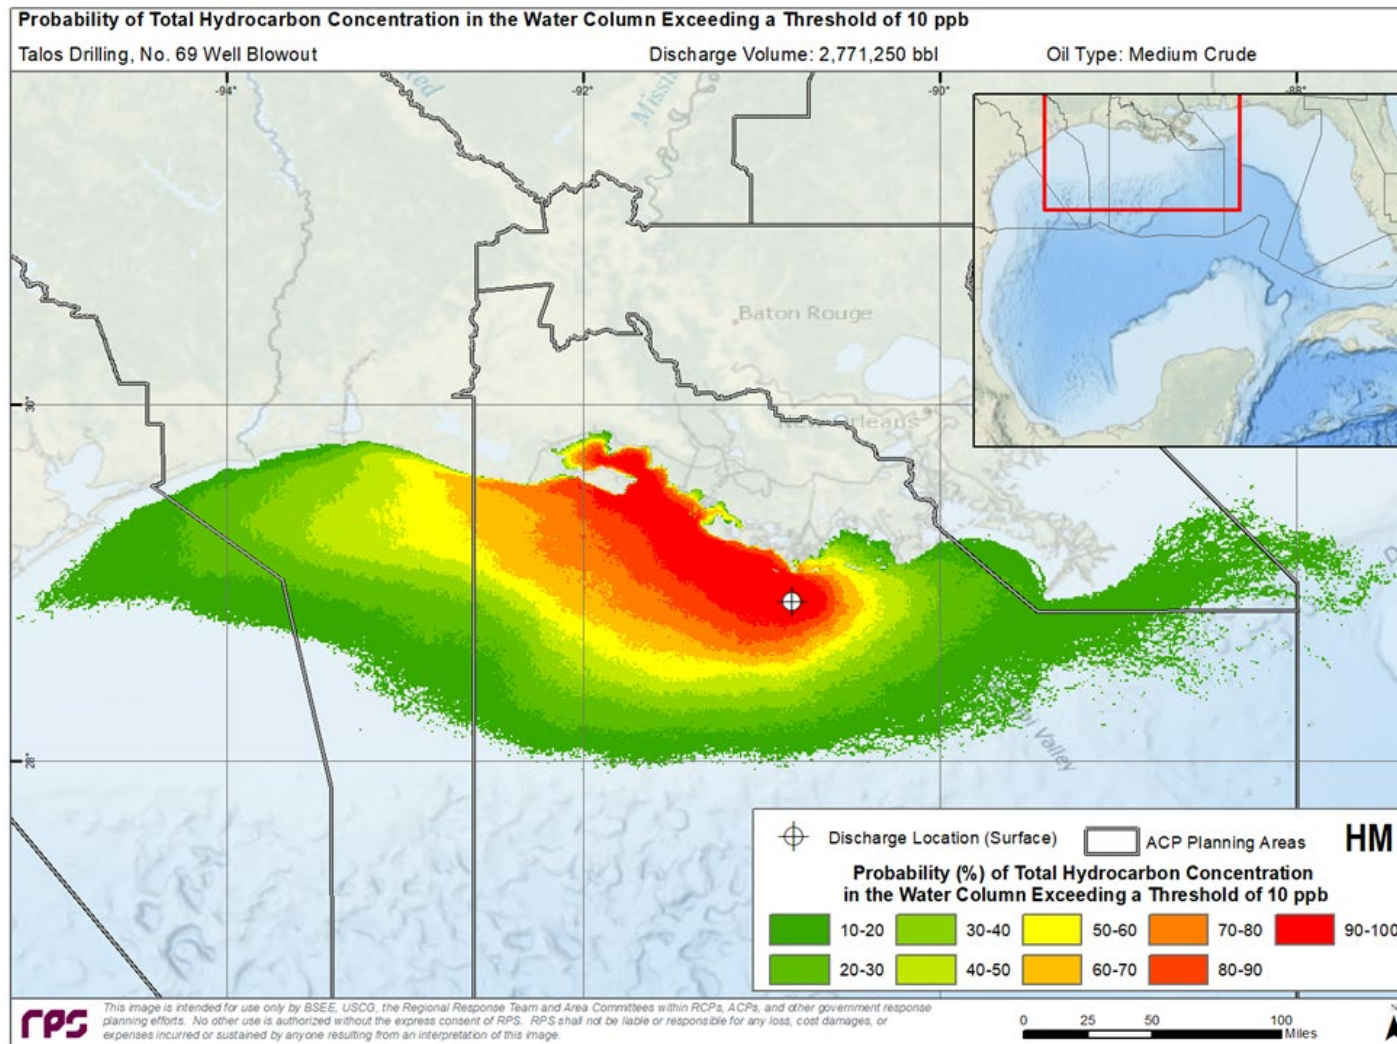 Probability of Total Hydrocarbon Concentration in the Water Column Exceeding a Threshold of 10 ppb
Talos Drilling, No. 69 Well Blowout Discharge Volume: 2,771,250 bbl Oil Type: Medium Crude
-94° -92° -90° -88°
Baton Rouge
30°
New Orleans
28°
Valley
Discharge Location (Surface) ACP Planning Areas HM
Probability (%) of Total Hydrocarbon Concentration
in the Water Column Exceeding a Threshold of 10 ppb
10-20 30-40 50-60 70-80 90-100
20-30 40-50 60-70 80-90
rps
This image is intended for use only by BSEE, USCG, the Regional Response Team and Area Committees within RCPs, ACPs, and other government response
planning efforts. No other use is authorized without the express consent of RPS. RPS shall not be liable or responsible for any loss, cost damages, or
expenses incurred or sustained by anyone resulting from an interpretation of this image.
0 25 50 100
Miles